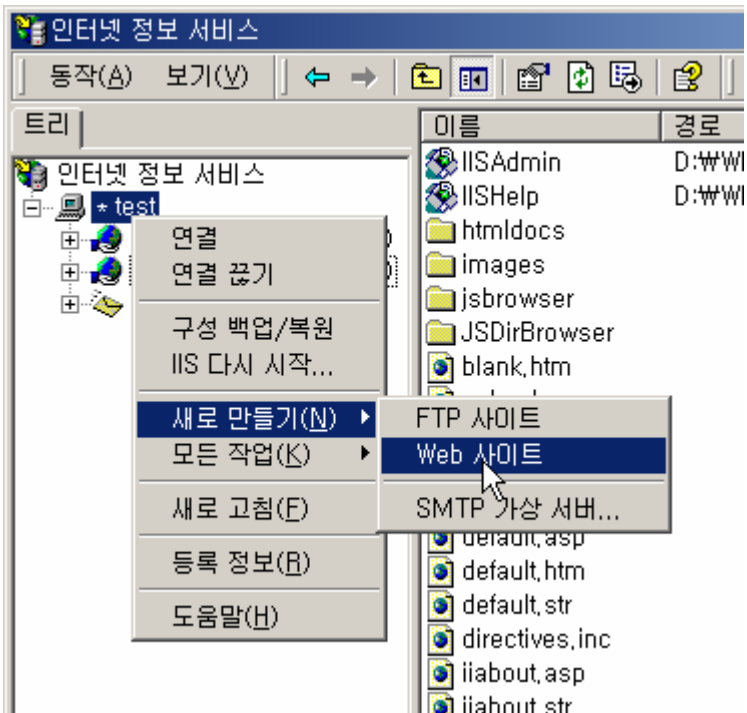 인터넷 정보 서비스
동작(A) 보기(V)
트리
인터넷 정보 서비스
* test
연결
연결 끊기
구성 백업/복원
IIS 다시 시작...
새로 만들기(N)
모든 작업(K)
새로 고침(F)
등록 정보(R)
도움말(H)
FTP 사이트
Web 사이트
SMTP 가상 서버...
이름 경로
IISAdmin D:₩WI
IISHelp D:₩WI
htmldocs
images
jsbrowser
JSDirBrowser
blank.htm
default.asp
default.htm
default.str
directives.inc
iiabout.asp
iiabout.str